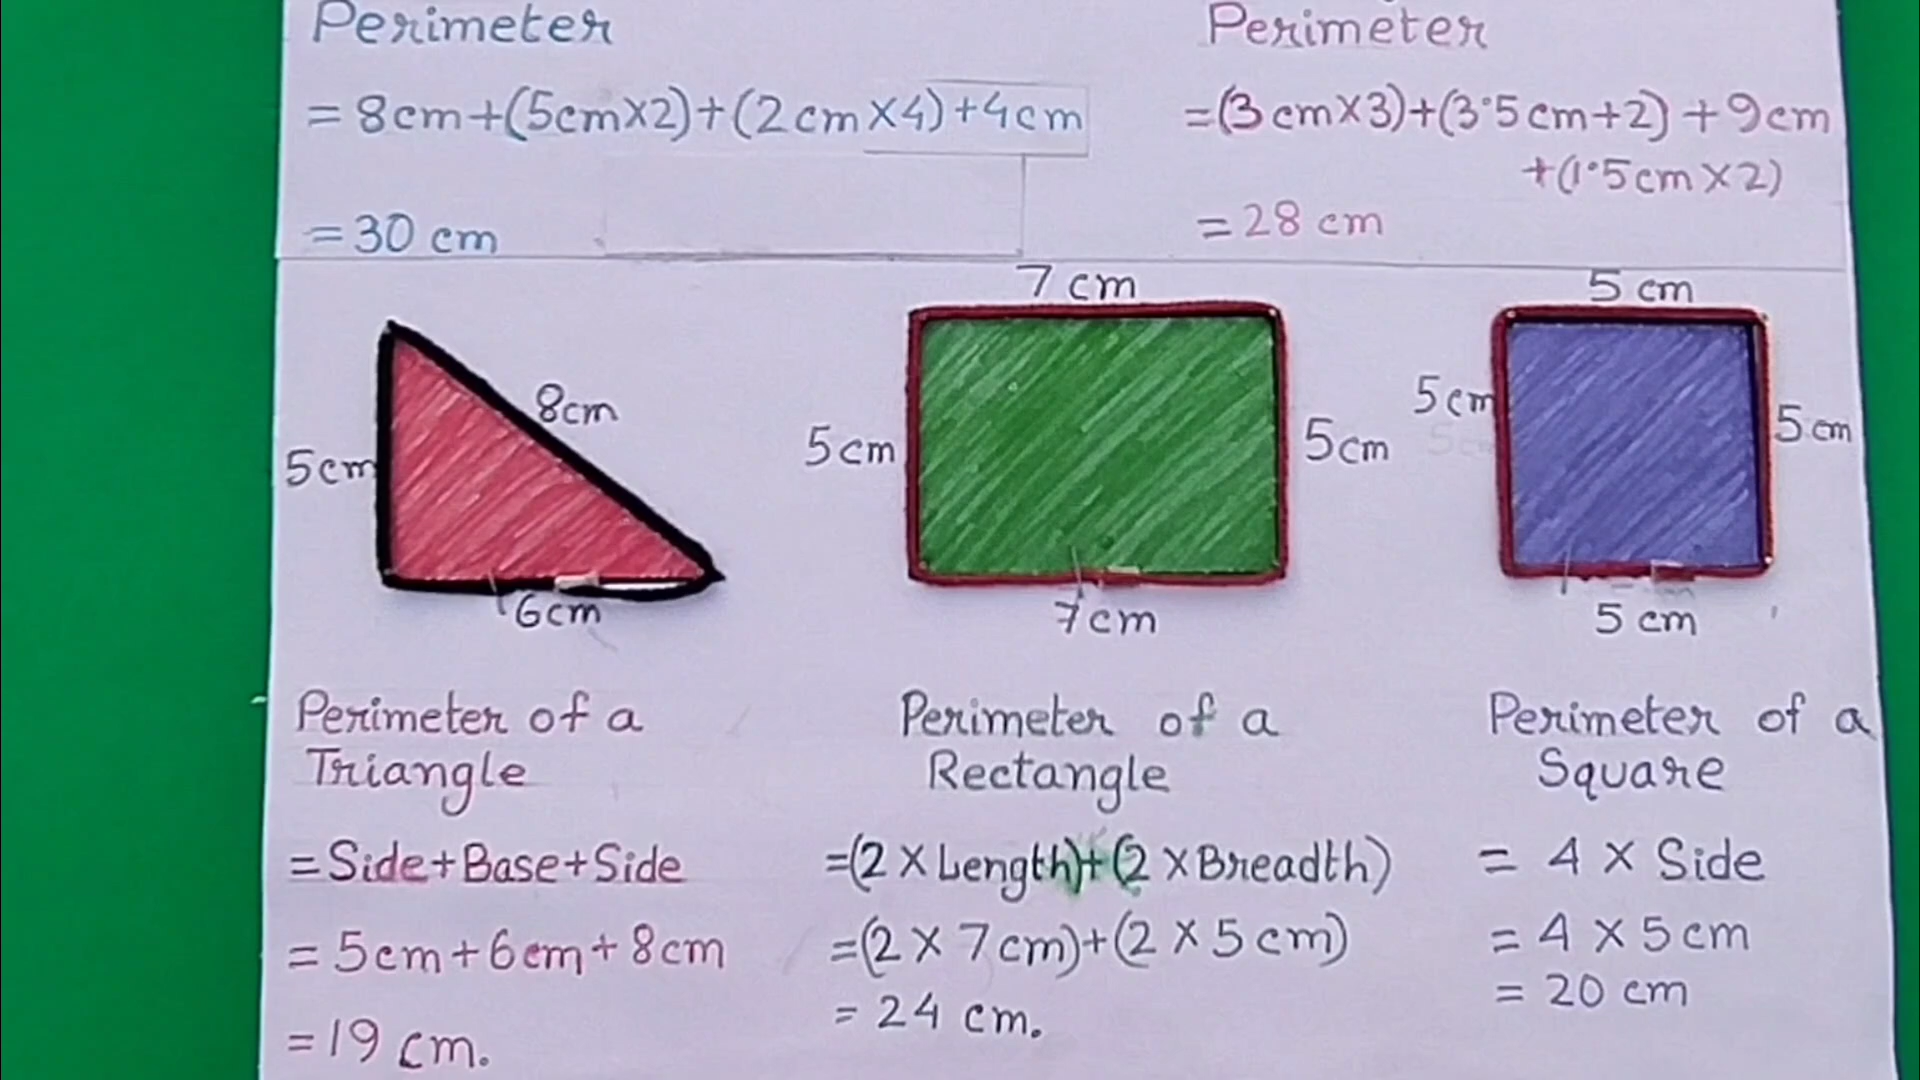 Perimeter
= 8cm+(5cm×2)+(2cm×4)+4cm
= 30 cm
Perimeter
=(3cm×3)+(3·5cm+2)+9cm
+(1·5cm×2)
= 28 cm
5cm
8cm
6cm
7 cm
5cm
5cm
7cm
5 cm
5cm
5cm
5 cm
Perimeter of a
Triangle
= Side+Base+Side
= 5cm+6cm+8cm
= 19 cm.
Perimeter of a
Rectangle
=(2×Length)+(2×Breadth)
=(2×7cm)+(2×5cm)
= 24 cm.
Perimeter of a
Square
= 4 × Side
= 4 × 5cm
= 20 cm